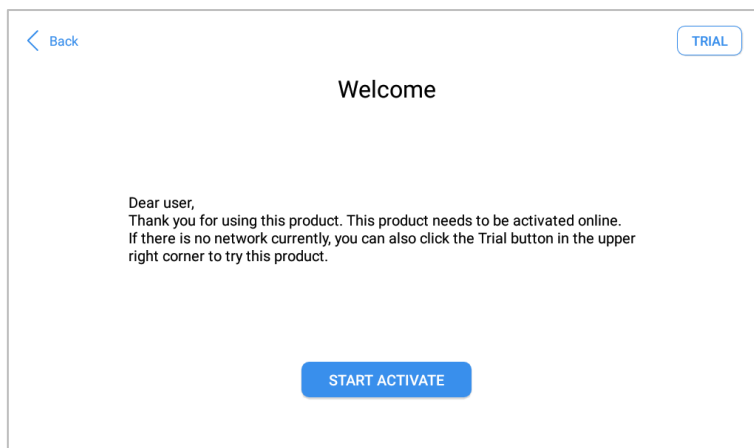 Back
TRIAL
Welcome
Dear user,
Thank you for using this product. This product needs to be activated online.
If there is no network currently, you can also click the Trial button in the upper
right corner to try this product.
START ACTIVATE